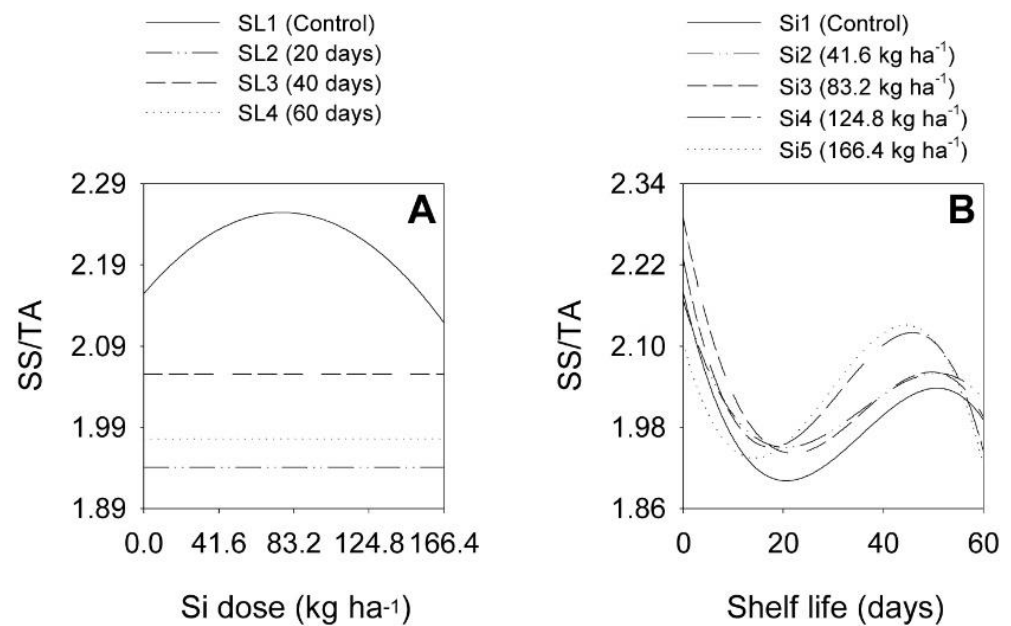 SL1 (Control)
SL2 (20 days)
SL3 (40 days)
SL4 (60 days)
2.29
2.19
2.09
1.99
1.89
SS/TA
A
0.0 41.6 83.2 124.8 166.4
Si dose (kg ha-1)
Si1 (Control)
Si2 (41.6 kg ha-1)
Si3 (83.2 kg ha-1)
Si4 (124.8 kg ha-1)
Si5 (166.4 kg ha-1)
2.34
2.22
2.10
1.98
1.86
SS/TA
B
0 20 40 60
Shelf life (days)